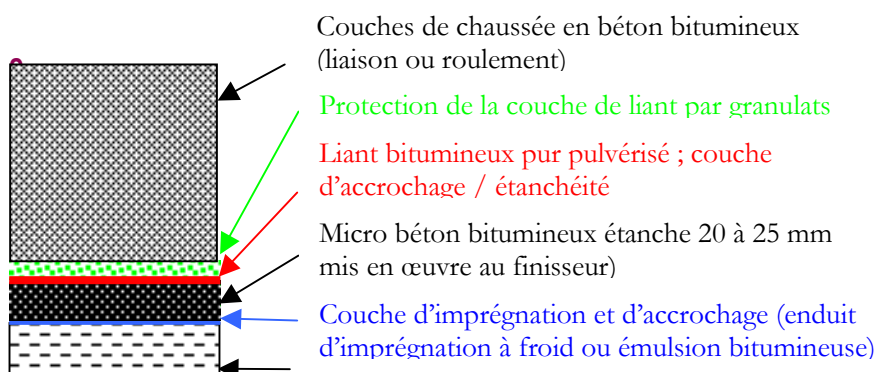 Couches de chaussée en béton bitumineux
(liaison ou roulement)
Protection de la couche de liant par granulats
Liant bitumineux pur pulvérisé ; couche
d'accrochage / étanchéité
Micro béton bitumineux étanche 20 à 25 mm
mis en œuvre au finisseur)
Couche d'imprégnation et d'accrochage (enduit
d'imprégnation à froid ou émulsion bitumineuse)